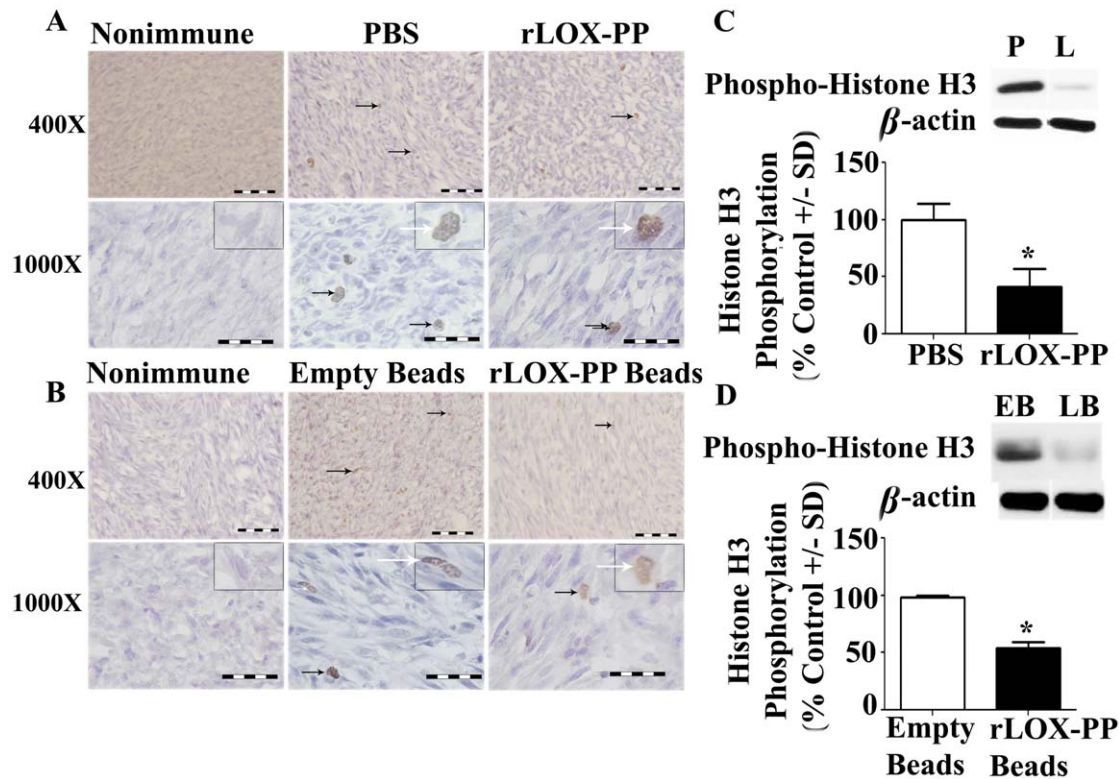 A
Nonimmune PBS rLOX-PP
400X
1000X
B
Nonimmune Empty Beads rLOX-PP Beads
400X
1000X
C
P L
Phospho-Histone H3
β-actin
Histone H3
Phosphorylation
(% Control +/- SD)
150
100
50
0
*
PBS rLOX-PP
D
EB LB
Phospho-Histone H3
β-actin
Histone H3
Phosphorylation
(% Control +/- SD)
150
100
50
0
*
Empty rLOX-PP
Beads Beads